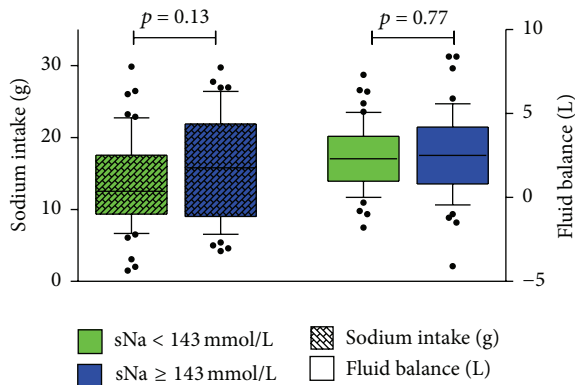 p = 0.13
p = 0.77
Sodium intake (g)
30
20
10
0
10
5
0
−5
Fluid balance (L)
sNa < 143 mmol/L
sNa ≥ 143 mmol/L
Sodium intake (g)
Fluid balance (L)